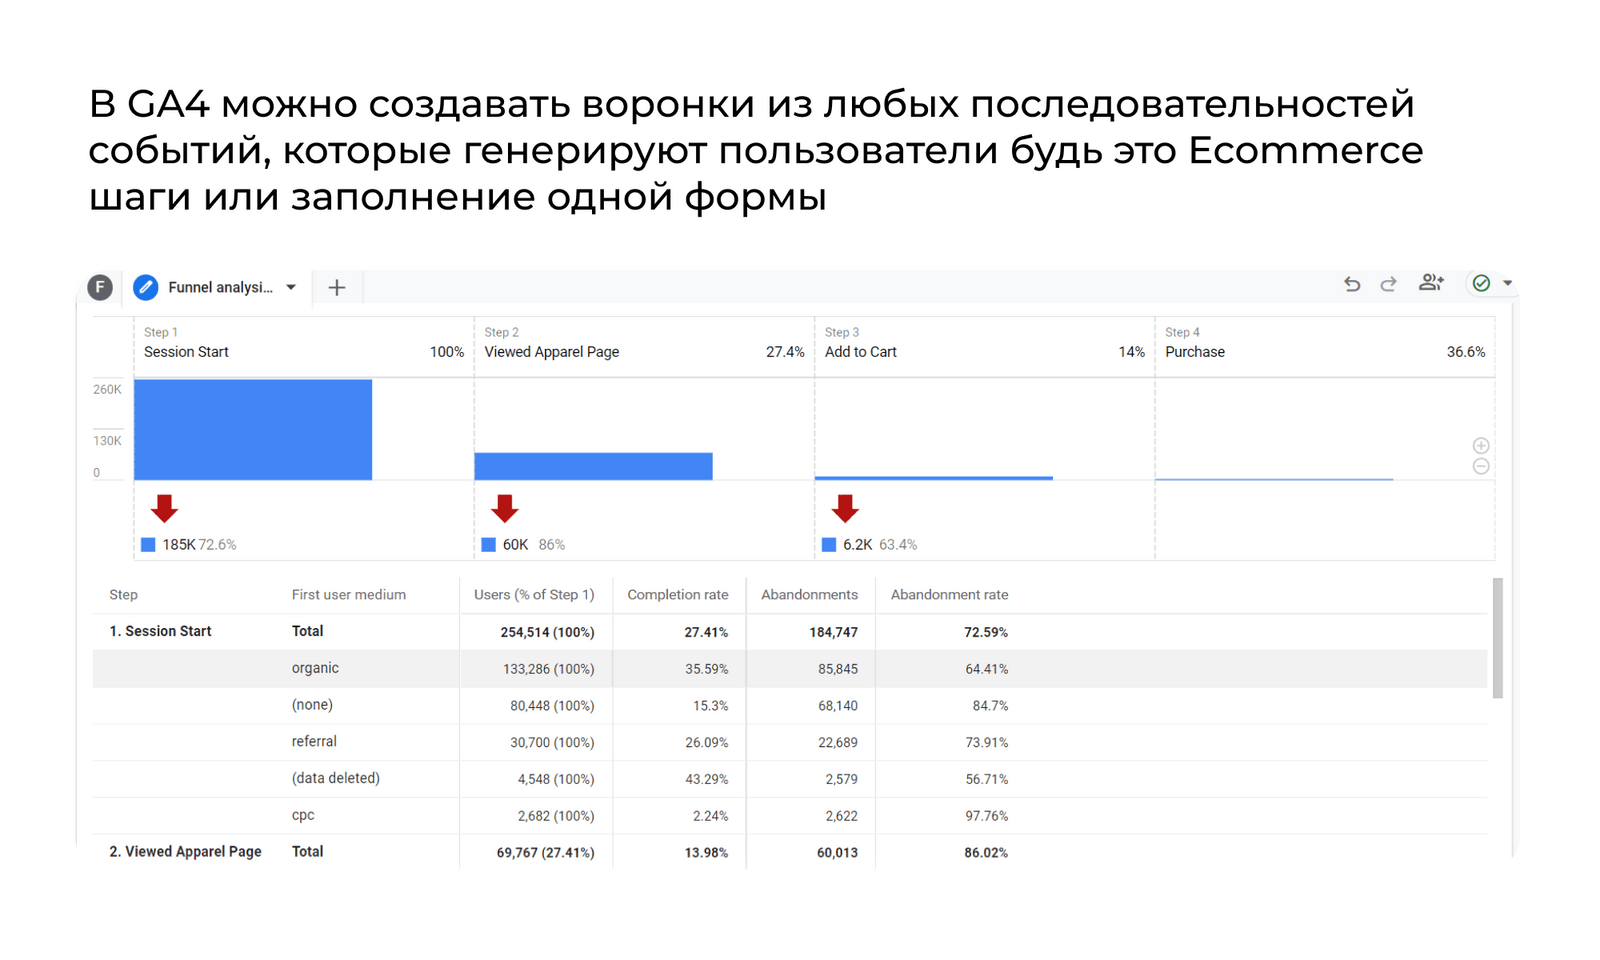 В GA4 можно создавать воронки из любых последовательностей
событий, которые генерируют пользователи будь это Ecommerce
шаги или заполнение одной формы
F Funnel analysi...
Step 1 Step 2 Step 3 Step 4
Session Start 100% Viewed Apparel Page 27.4% Add to Cart 14% Purchase 36.6%
260K
130K
0
185K 72.6% 60K 86% 6.2K 63.4%
Step First user medium Users (% of Step 1) Completion rate Abandonments Abandonment rate
1. Session Start Total 254,514 (100%) 27.41% 184,747 72.59%
organic 133,286 (100%) 35.59% 85,845 64.41%
(none) 80,448 (100%) 15.3% 68,140 84.7%
referral 30,700 (100%) 26.09% 22,689 73.91%
(data deleted) 4,548 (100%) 43.29% 2,579 56.71%
cpc 2,682 (100%) 2.24% 2,622 97.76%
2. Viewed Apparel Page Total 69,767 (27.41%) 13.98% 60,013 86.02%